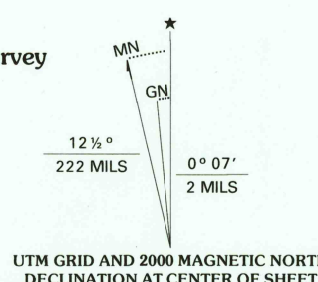 rvey
★
MN
GN
12 ½ °
222 MILS
0° 07′
2 MILS
UTM GRID AND 2000 MAGNETIC NORTH
DECLINATION AT CENTER OF SHEET